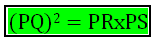 (PQ)² = PRxPS